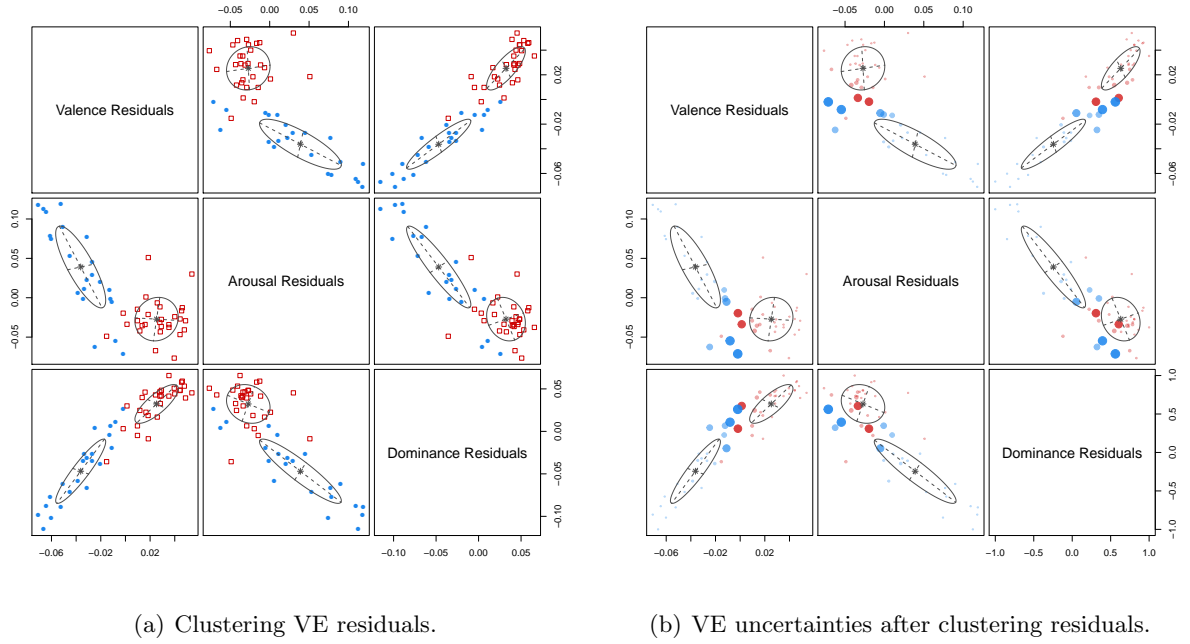 −0.05 0.00 0.05 0.10
Valence Residuals
−0.06 −0.02 0.02
−0.05 0.00 0.05 0.10
Arousal Residuals
−0.10 −0.05 0.00 0.05
Dominance Residuals
−0.06 −0.02 0.02
−0.10 −0.05 0.00 0.05
(a) Clustering VE residuals.
−0.05 0.00 0.05 0.10
Valence Residuals
−0.06 −0.02 0.02
−0.05 0.00 0.05 0.10
Arousal Residuals
−1.0 −0.5 0.0 0.5 1.0
Dominance Residuals
−0.06 −0.02 0.02
−1.0 −0.5 0.0 0.5 1.0
(b) VE uncertainties after clustering residuals.